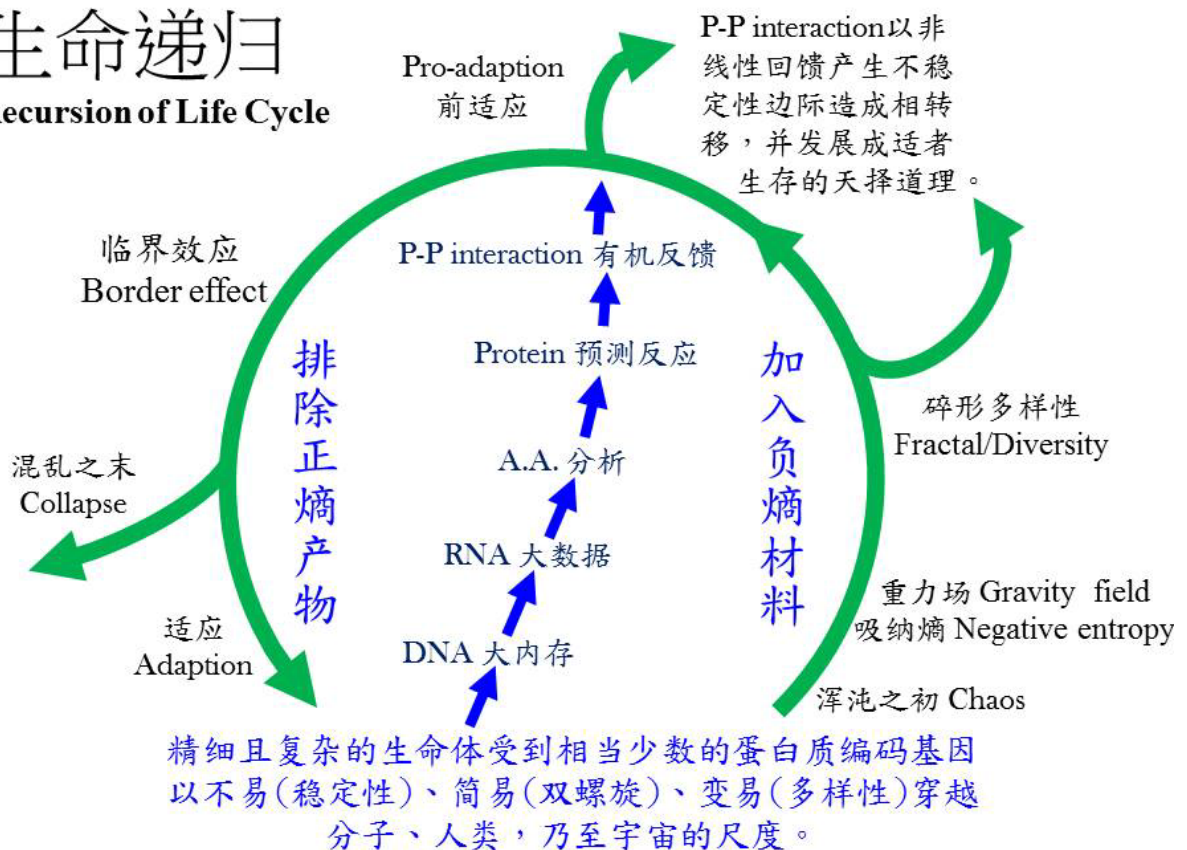 生命递归
Recursion of Life Cycle
Pro-adaption
前适应
P-P interaction以非
线性回馈产生不稳
定性边际造成相转
移，并发展成适者
生存的天择道理。
临界效应
Border effect
P-P interaction 有机反馈
Protein 预测反应
A.A. 分析
RNA 大数据
DNA 大内存
排除正熵产物
加入负熵材料
碎形多样性
Fractal/Diversity
混乱之末
Collapse
适应
Adaption
重力场 Gravity field
吸纳熵 Negative entropy
浑沌之初 Chaos
精细且复杂的生命体受到相当少数的蛋白质编码基因
以不易(稳定性)、简易(双螺旋)、变易(多样性)穿越
分子、人类，乃至宇宙的尺度。